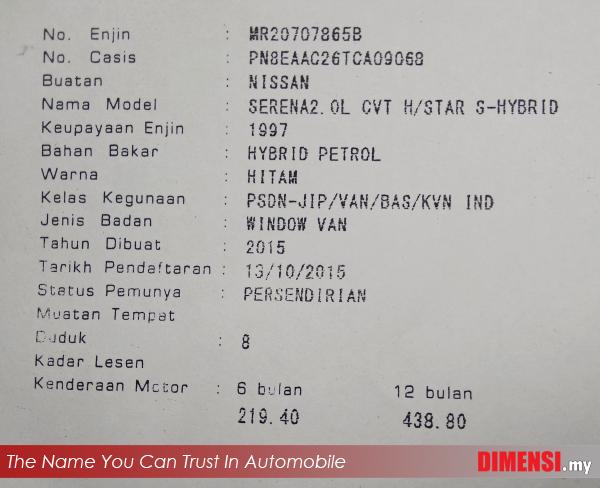 No. Enjin : MR20707865B
No. Casis : PN8EAAC26TCA09068
Buatan : NISSAN
Nama Model : SERENA2.0L CVT H/STAR S-HYBRID
Keupayaan Enjin : 1997
Bahan Bakar : HYBRID PETROL
Warna : HITAM
Kelas Kegunaan : PSDN-JIP/VAN/BAS/KVN IND
Jenis Badan : WINDOW VAN
Tahun Dibuat : 2015
Tarikh Pendaftaran : 13/10/2015
Status Pemunya : PERSENDIRIAN
Muatan Tempat
Duduk : 8
Kadar Lesen
Kenderaan Motor : 6 bulan 12 bulan
219.40 438.80
The Name You Can Trust In Automobile DIMENSI.my